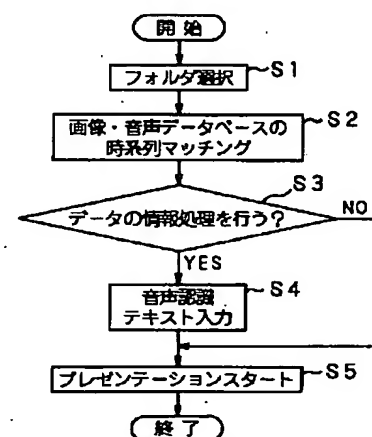 開始
フォルダ選択 S1
画像・音声データベースの S2
時系列マッチング
S3
データの情報処理を行う? NO
YES
音声認識 S4
テキスト入力
プレゼンテーションスタート S5
終了